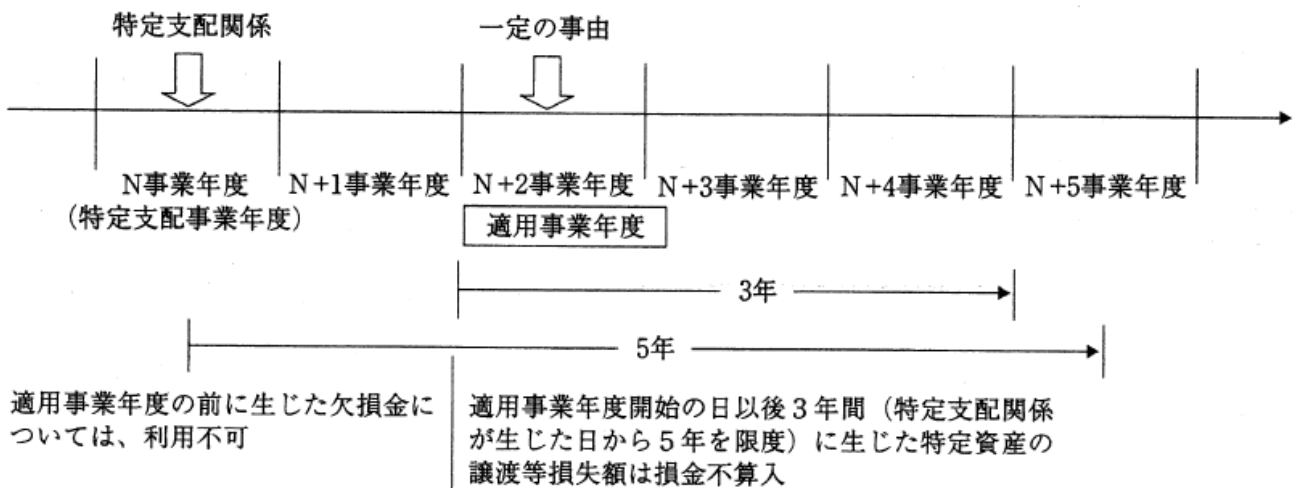 特定支配関係
一定の事由
N事業年度
(特定支配事業年度)
N+1事業年度
N+2事業年度
適用事業年度
N+3事業年度
N+4事業年度
N+5事業年度
3年
5年
適用事業年度の前に生じた欠損金に
ついては、利用不可
適用事業年度開始の日以後3年間(特定支配関係
が生じた日から5年を限度)に生じた特定資産の
譲渡等損失額は損金不算入